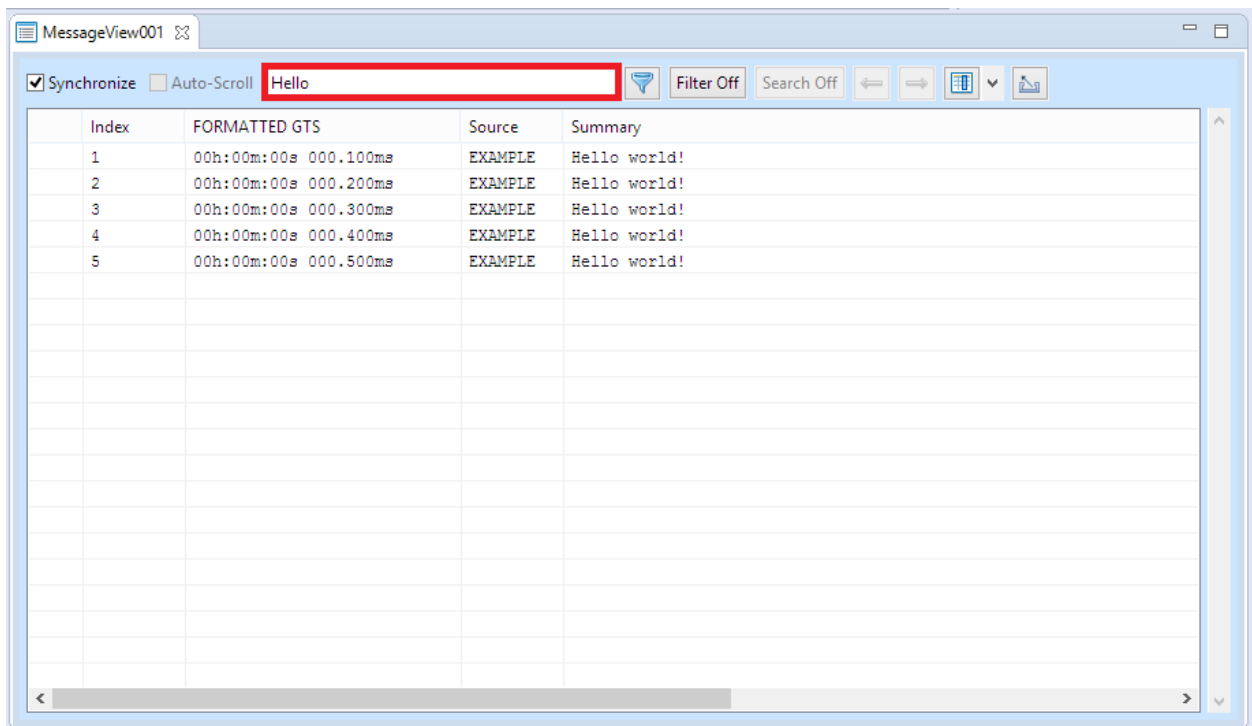 MessageView001
Synchronize Auto-Scroll Hello Filter Off Search Off
Index FORMATTED GTS Source Summary
1 00h:00m:00s 000.100ms EXAMPLE Hello world!
2 00h:00m:00s 000.200ms EXAMPLE Hello world!
3 00h:00m:00s 000.300ms EXAMPLE Hello world!
4 00h:00m:00s 000.400ms EXAMPLE Hello world!
5 00h:00m:00s 000.500ms EXAMPLE Hello world!